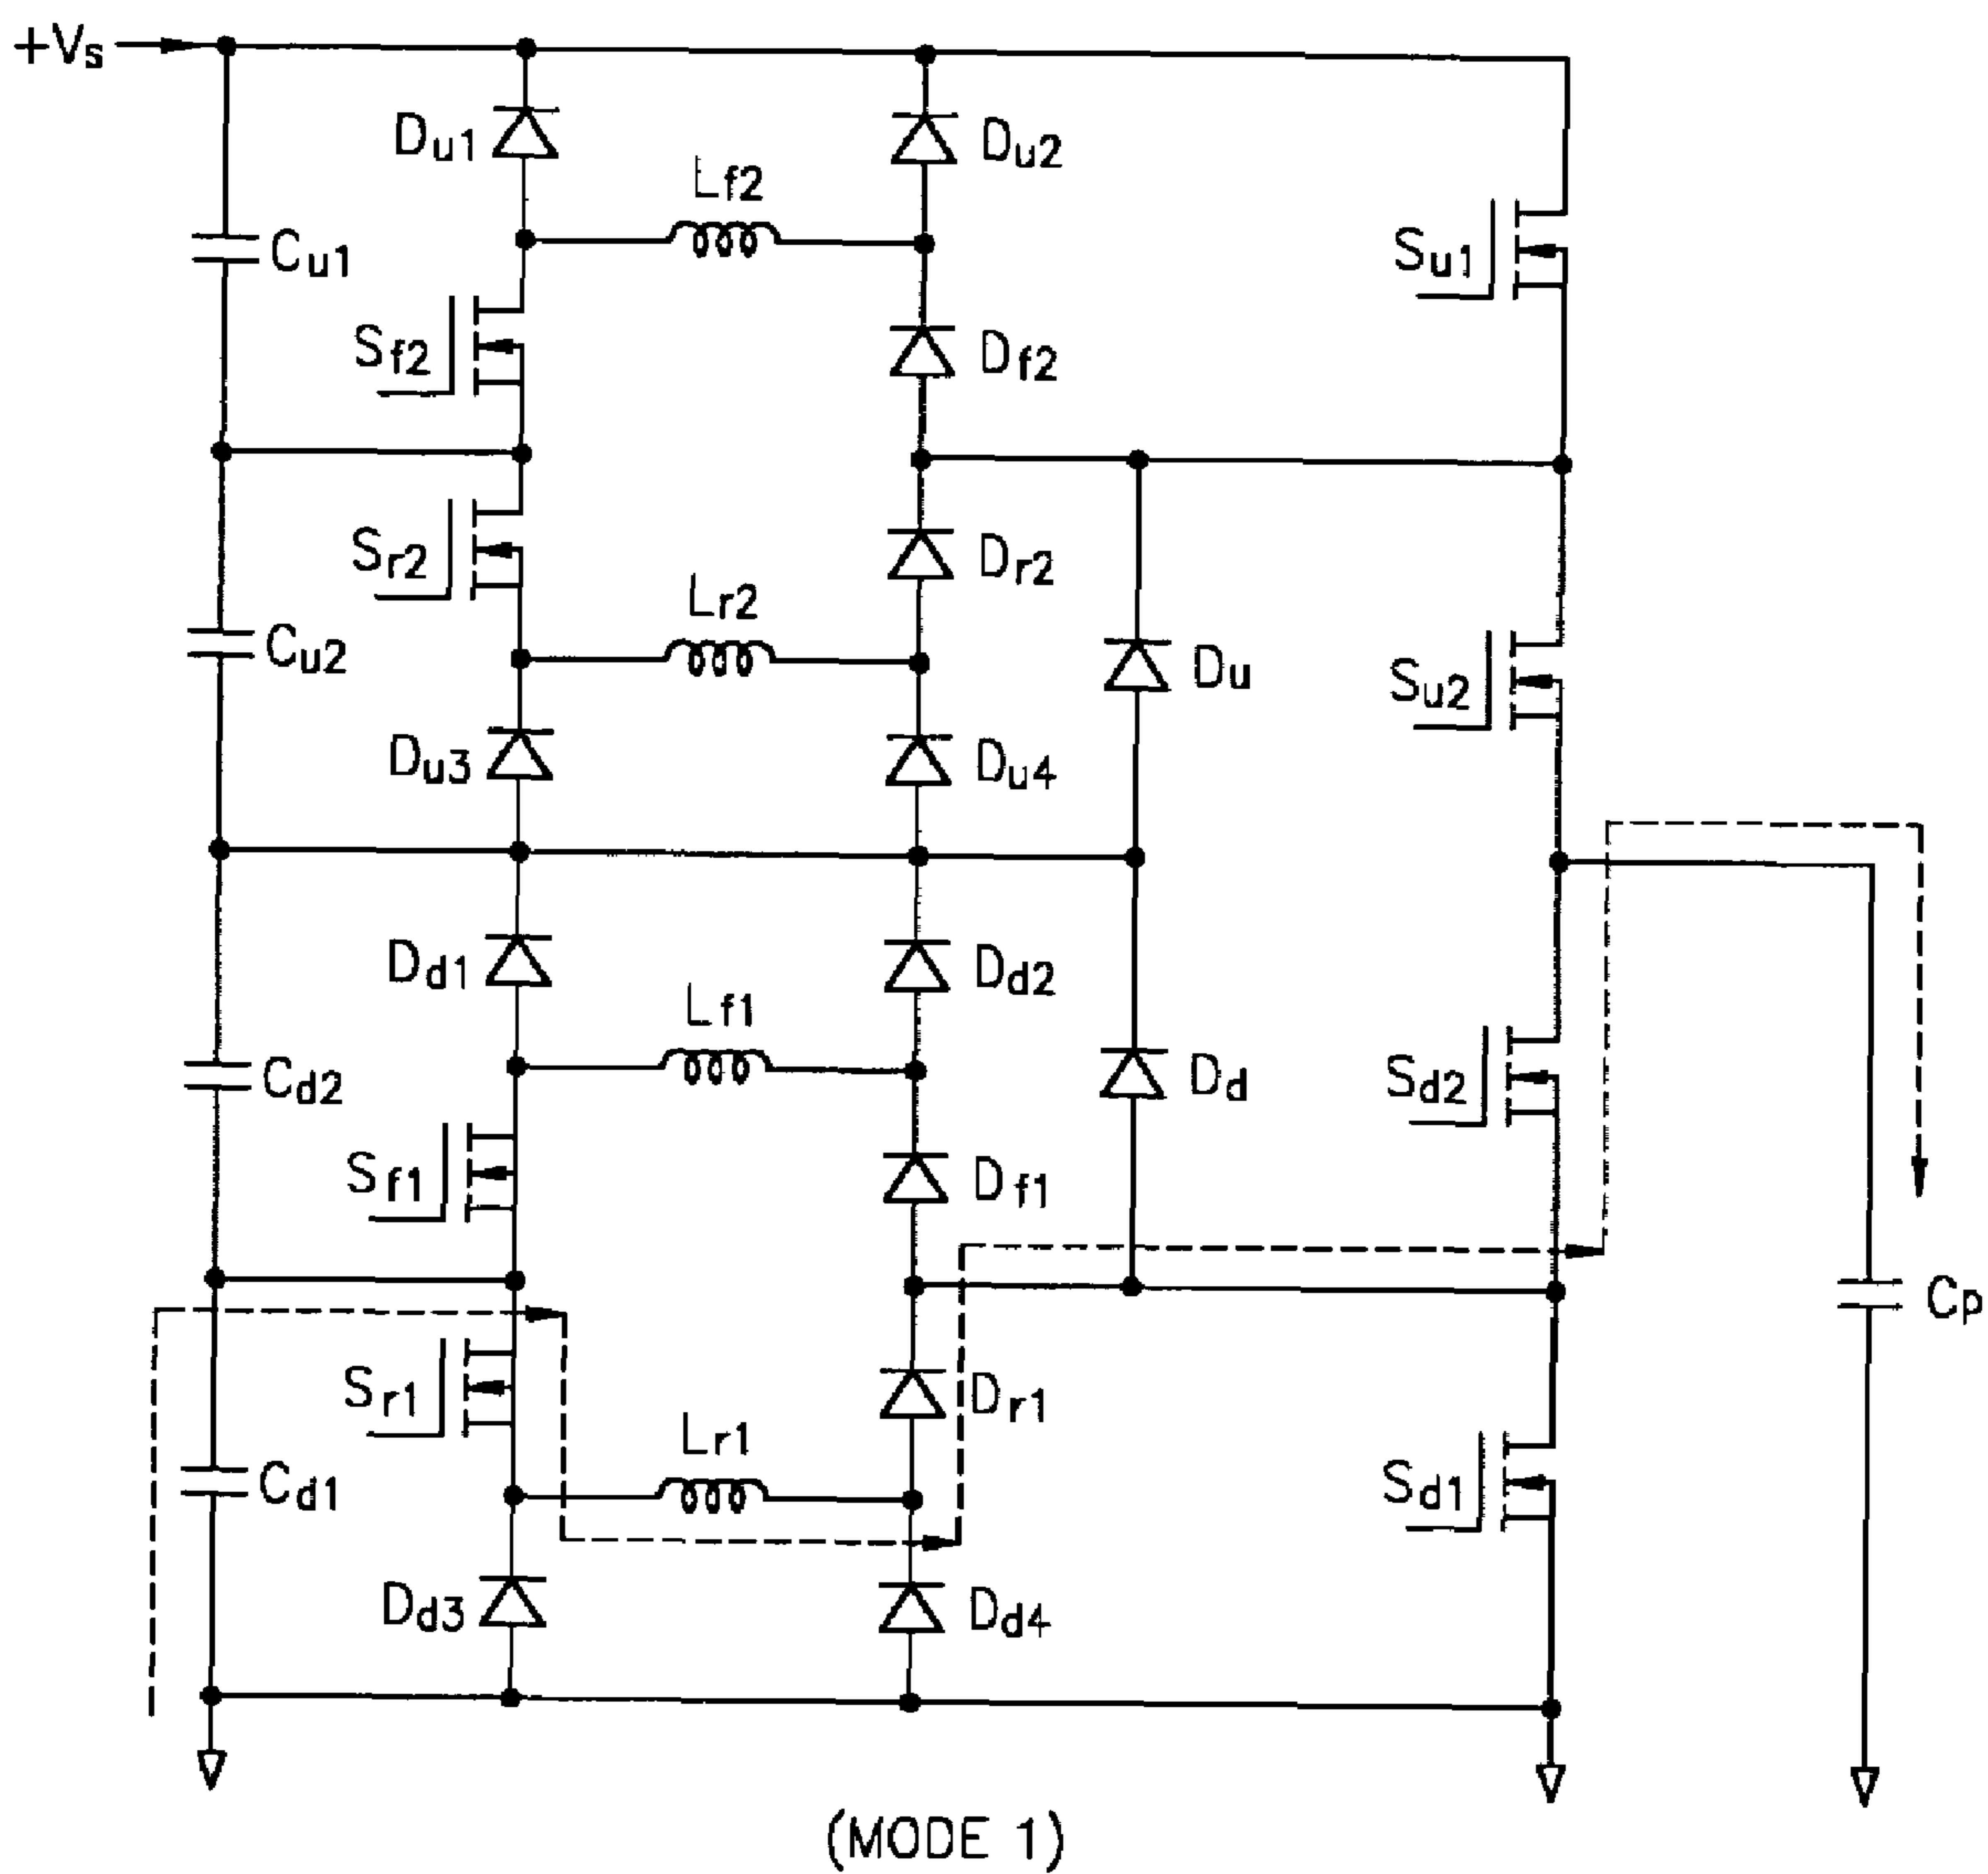 +Vs
Du1
Du2
Lf2
Cu1
Su1
Sf2
Df2
Sr2
Dr2
Lr2
Cu2
Du
Su2
Du3
Du4
Dd1
Dd2
Lf1
Cd2
Dd
Sd2
Sf1
Df1
Cp
Sr1
Dr1
Lr1
Cd1
Sd1
Dd3
Dd4
(MODE 1)